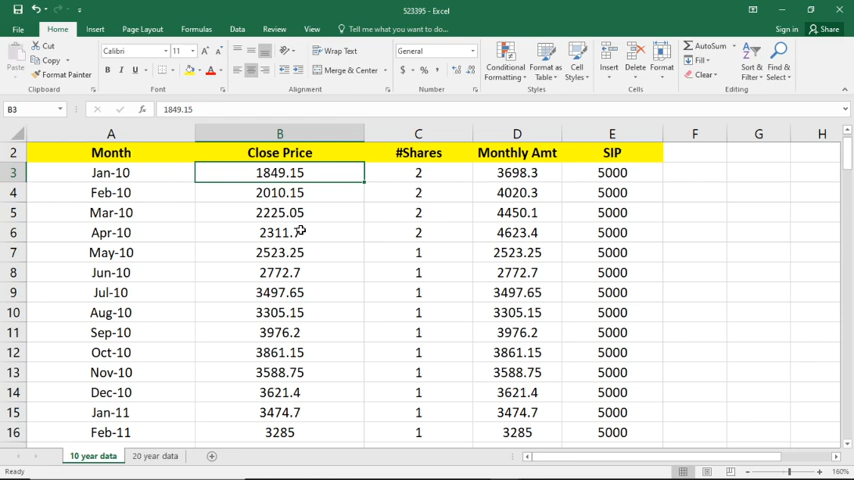 523395 - Excel
File Home Insert Page Layout Formulas Data Review View Tell me what you want to do... Sign in Share
Paste Cut Copy Format Painter Clipboard
Calibri 11 A A B I U A Font
Wrap Text Merge & Center Alignment
General $ % , Number
Conditional Formatting Format as Table Cell Styles Styles
Insert Delete Format Cells
AutoSum Fill Clear Sort & Filter Find & Select Editing
B3 fx 1849.15
A B C D E F G H
2 Month Close Price #Shares Monthly Amt SIP
3 Jan-10 1849.15 2 3698.3 5000
4 Feb-10 2010.15 2 4020.3 5000
5 Mar-10 2225.05 2 4450.1 5000
6 Apr-10 2311.7 2 4623.4 5000
7 May-10 2523.25 1 2523.25 5000
8 Jun-10 2772.7 1 2772.7 5000
9 Jul-10 3497.65 1 3497.65 5000
10 Aug-10 3305.15 1 3305.15 5000
11 Sep-10 3976.2 1 3976.2 5000
12 Oct-10 3861.15 1 3861.15 5000
13 Nov-10 3588.75 1 3588.75 5000
14 Dec-10 3621.4 1 3621.4 5000
15 Jan-11 3474.7 1 3474.7 5000
16 Feb-11 3285 1 3285 5000
10 year data 20 year data
Ready 160%